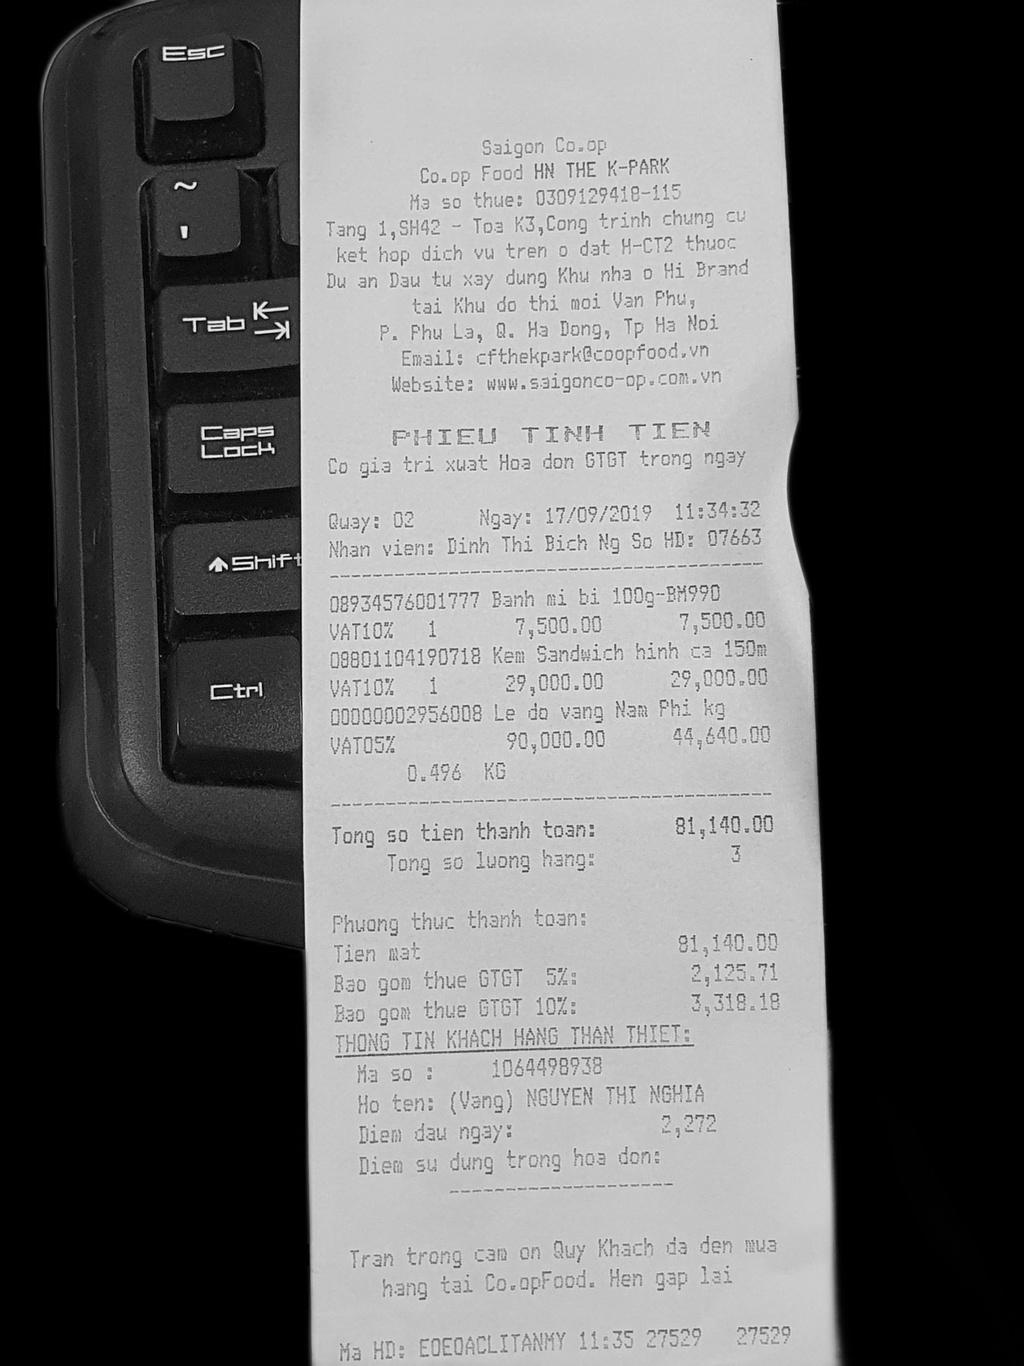 Esc
~
'
Tab
Caps
Lock
Shift
Ctrl
Saigon Co.op
Co.op Food HN THE K-PARK
Ma so thue: 0309129418-115
Tang 1,SH42 - Toa K3,Cong trinh chung cu
ket hop dich vu tren o dat H-CT2 thuoc
Du an Dau tu xay dung Khu nha o Hi Brand
tai Khu do thi moi Van Phu,
P. Phu La, Q. Ha Dong, Tp Ha Noi
Email: cfthekpark@coopfood.vn
Website: www.saigonco-op.com.vn
PHIEU TINH TIEN
Co gia tri xuat Hoa don GTGT trong ngay
Quay: 02 Ngay: 17/09/2019 11:34:32
Nhan vien: Dinh Thi Bich Ng So HD: 07663
08934576001777 Banh mi bi 100g-BM990
VAT10% 1 7,500.00 7,500.00
08801104190718 Kem Sandwich hinh ca 150m
VAT10% 1 29,000.00 29,000.00
00000002956008 Le do vang Nam Phi kg
VAT05% 90,000.00 44,640.00
0.496 KG
Tong so tien thanh toan: 81,140.00
Tong so luong hang: 3
Phuong thuc thanh toan:
Tien mat 81,140.00
Bao gom thue GTGT 5%: 2,125.71
Bao gom thue GTGT 10%: 3,318.18
THONG TIN KHACH HANG THAN THIET:
Ma so : 1064498938
Ho ten: (Vang) NGUYEN THI NGHIA
Diem dau ngay: 2,272
Diem su dung trong hoa don:
Tran trong cam on Quy Khach da den mua
hang tai Co.opFood. Hen gap lai
Ma HD: EOEOACLITANMY 11:35 27529 27529